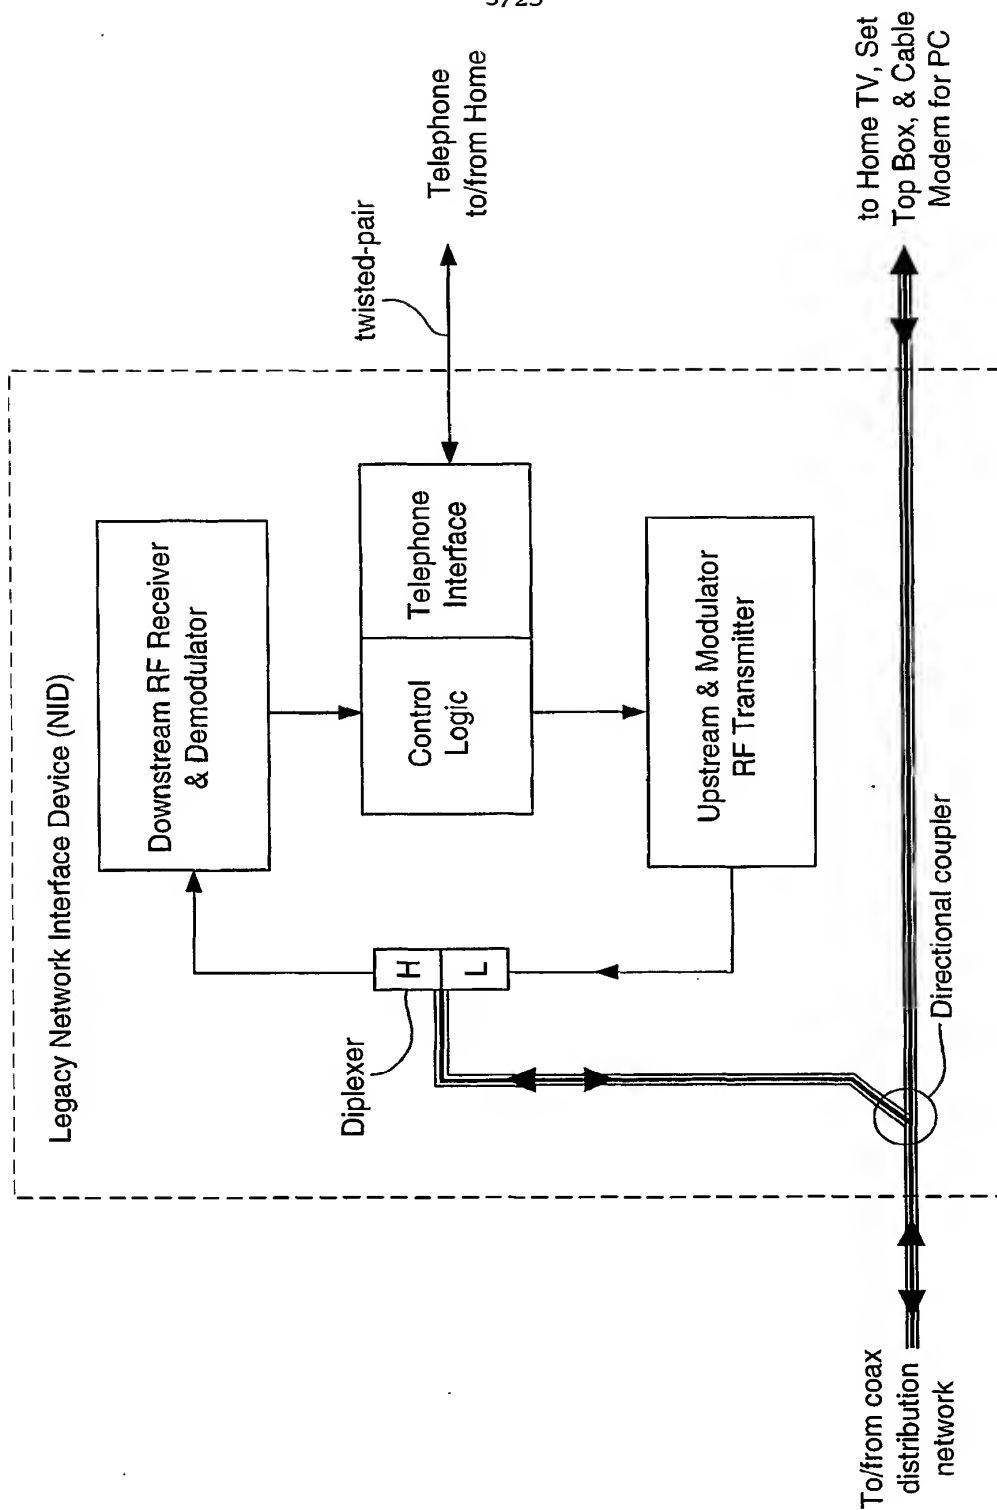 Legacy Network Interface Device (NID)
Downstream RF Receiver
& Demodulator
Control
Logic
Telephone
Interface
Upstream & Modulator
RF Transmitter
H
L
Diplexer
twisted-pair
Telephone
to/from Home
Directional coupler
To/from coax
distribution
network
to Home TV, Set
Top Box, & Cable
Modem for PC